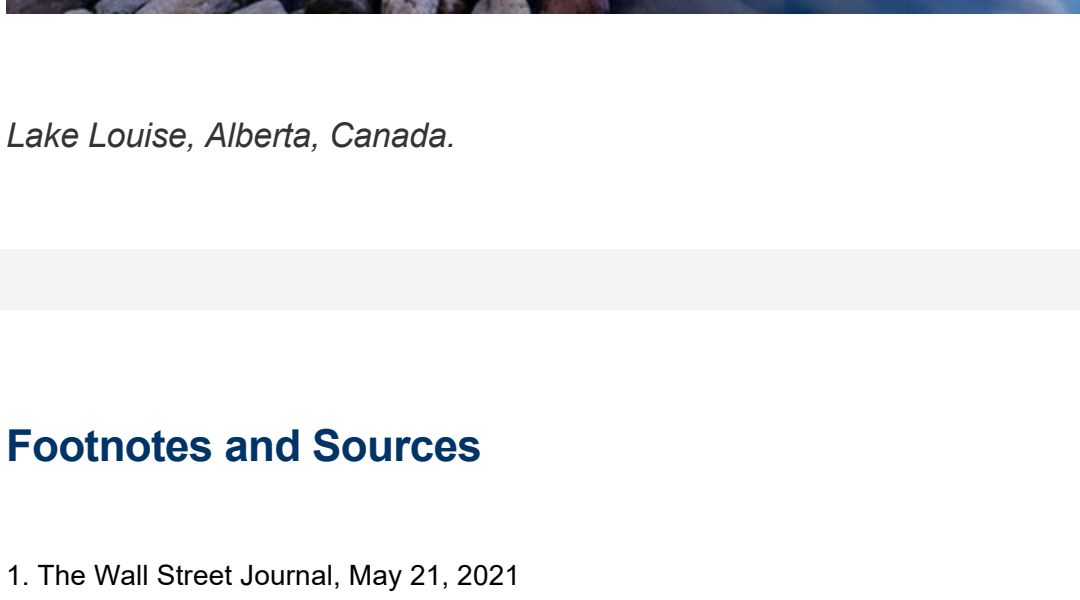 Lake Louise, Alberta, Canada.
Footnotes and Sources
1. The Wall Street Journal, May 21, 2021